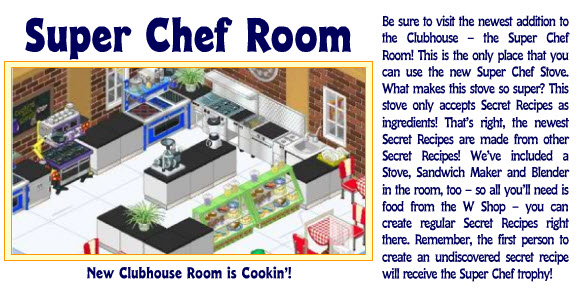 Super Chef Room
New Clubhouse Room is Cookin'!
Be sure to visit the newest addition to
the Clubhouse – the Super Chef
Room! This is the only place that you
can use the new Super Chef Stove.
What makes this stove so super? This
stove only accepts Secret Recipes as
ingredients! That's right, the newest
Secret Recipes are made from other
Secret Recipes! We've included a
Stove, Sandwich Maker and Blender
in the room, too – so all you'll need is
food from the W Shop – you can
create regular Secret Recipes right
there. Remember, the first person to
create an undiscovered secret recipe
will receive the Super Chef trophy!